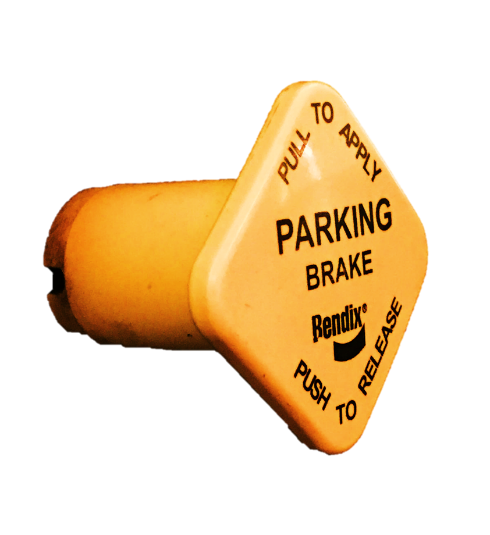 PULL TO APPLY
PARKING
BRAKE
Bendix®
PUSH TO RELEASE